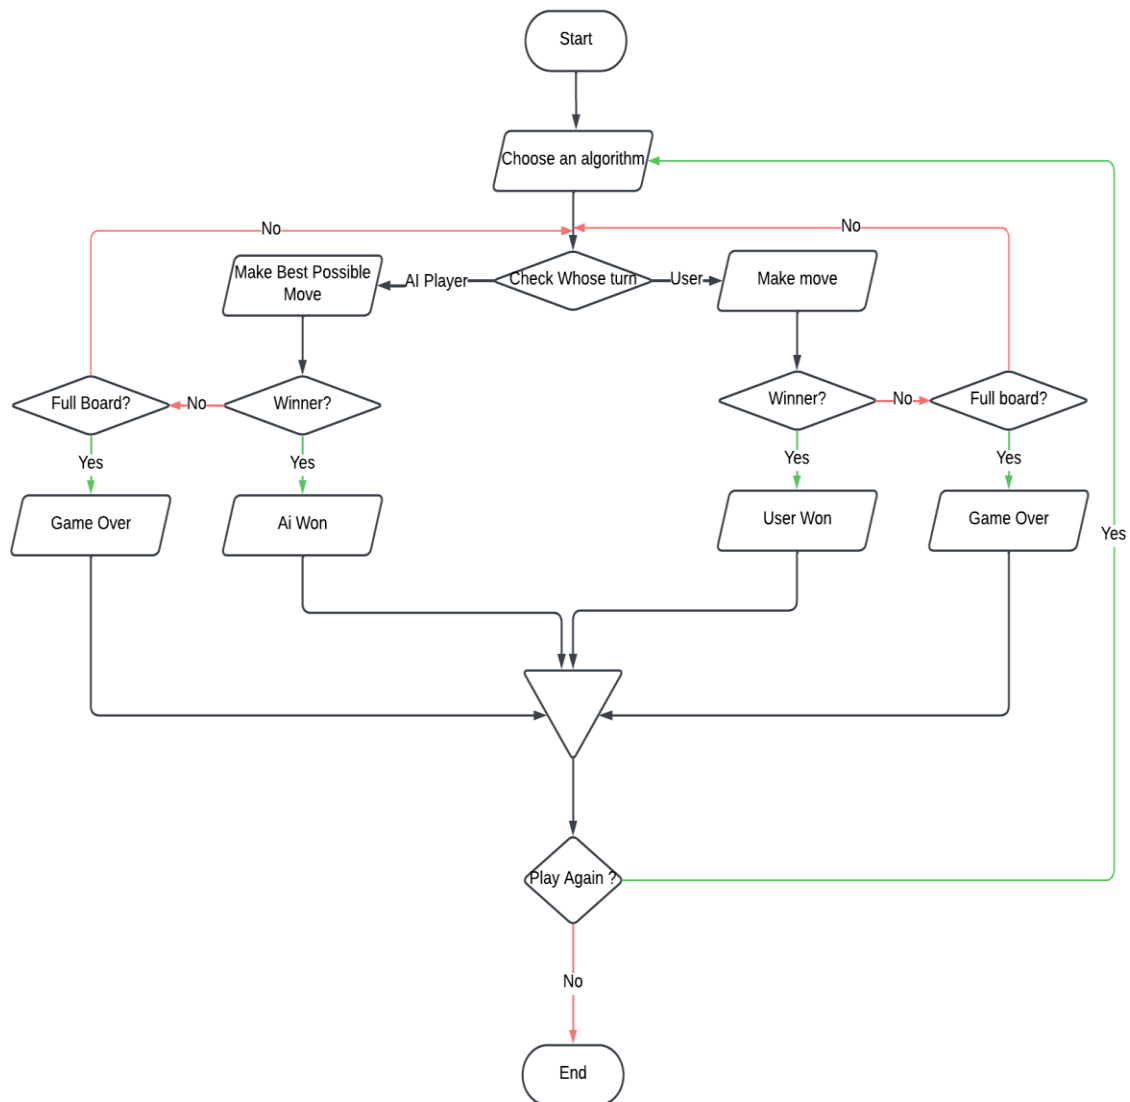 Start
Choose an algorithm
No
No
Make Best Possible
Move
AI Player
Check Whose turn
User
Make move
Full Board?
No
Winner?
Winner?
No
Full board?
Yes
Yes
Yes
Yes
Game Over
Ai Won
User Won
Game Over
Yes
Play Again ?
No
End